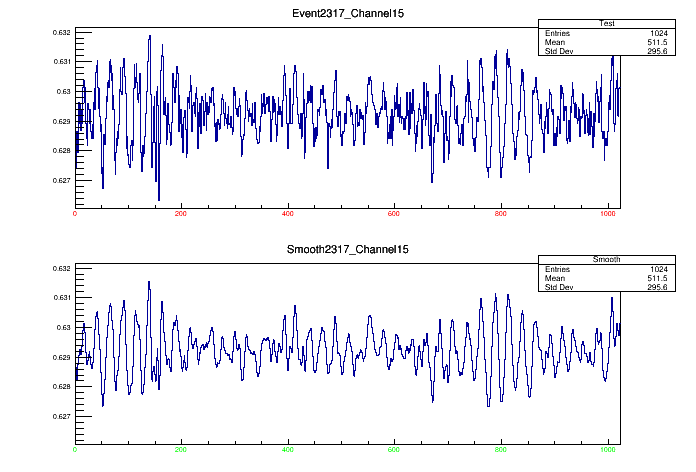 Event2317_Channel15
Test
Entries 1024
Mean 511.5
Std Dev 295.6
0.632
0.631
0.63
0.629
0.628
0.627
0 200 400 600 800 1000
Smooth2317_Channel15
Smooth
Entries 1024
Mean 511.5
Std Dev 295.6
0.632
0.631
0.63
0.629
0.628
0.627
0 200 400 600 800 1000